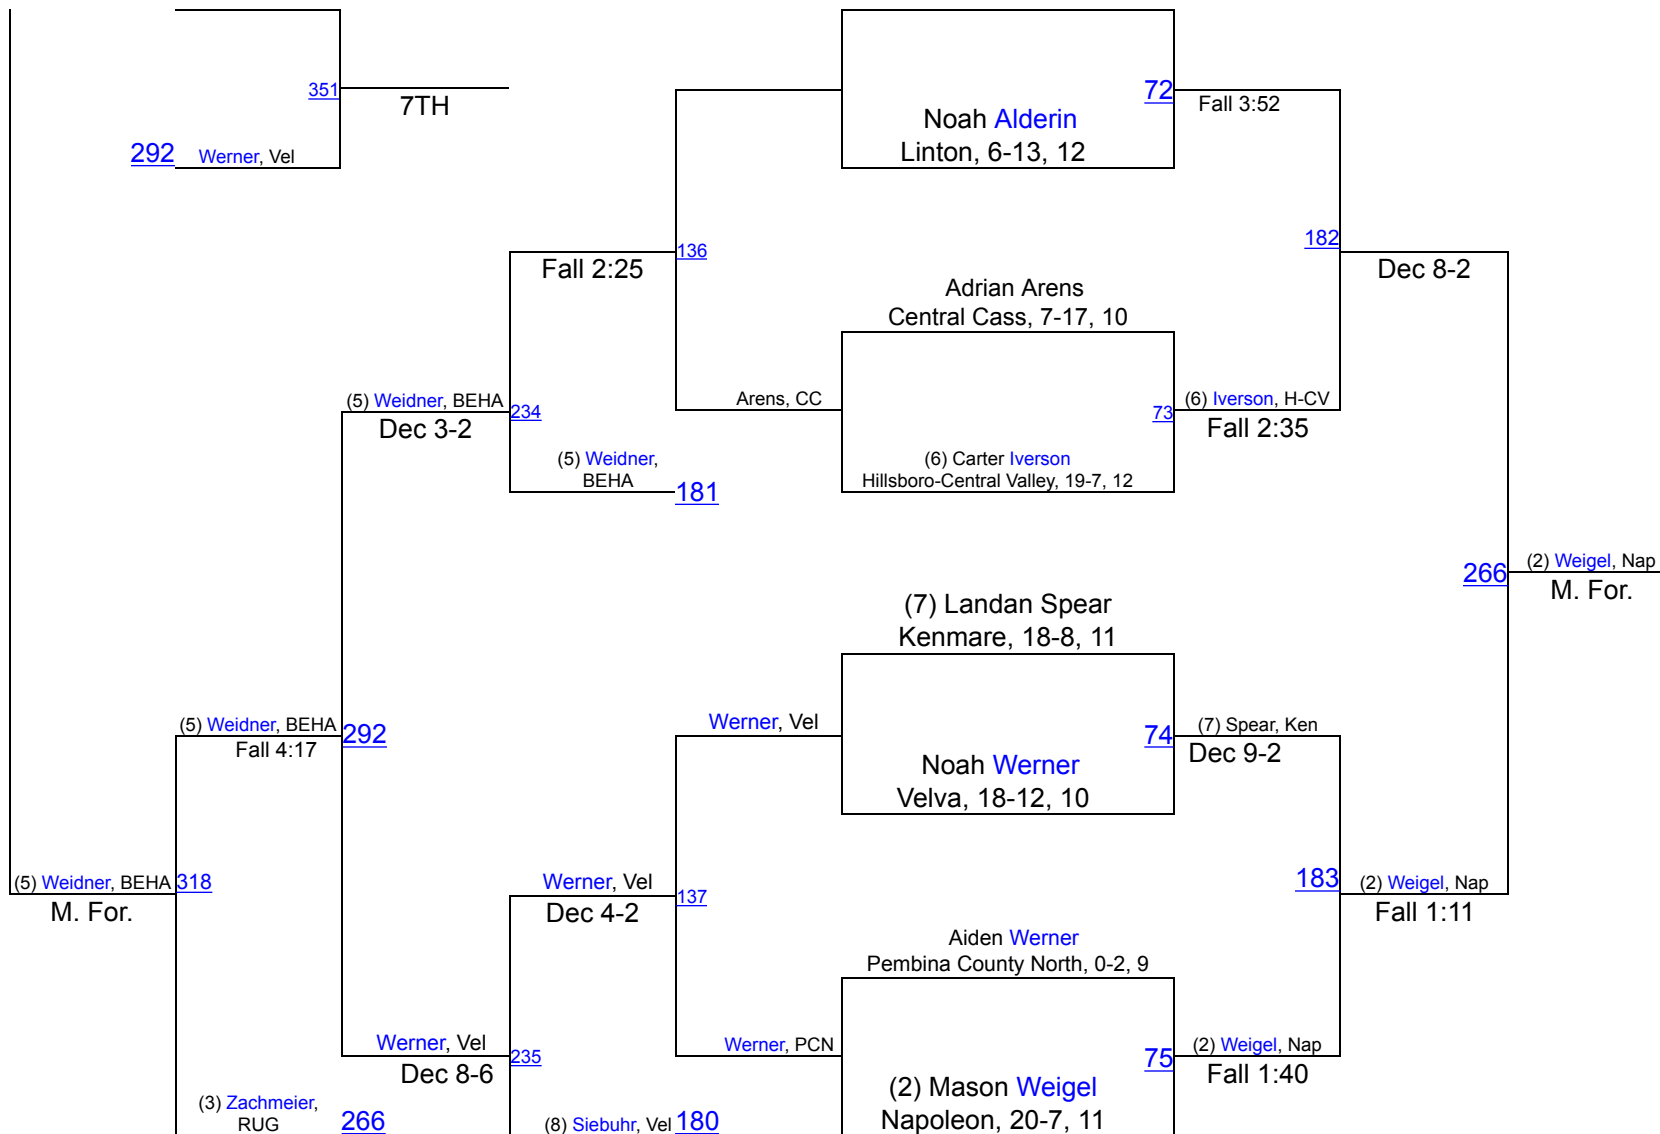 351
7TH
292 Werner, Vel
72
Fall 3:52
Noah Alderin
Linton, 6-13, 12
136
Fall 2:25
182
Dec 8-2
Adrian Arens
Central Cass, 7-17, 10
(5) Weidner, BEHA
234
Dec 3-2
Arens, CC
73
(6) Iverson, H-CV
Fall 2:35
(5) Weidner,
BEHA
181
(6) Carter Iverson
Hillsboro-Central Valley, 19-7, 12
266
(2) Weigel, Nap
M. For.
(7) Landan Spear
Kenmare, 18-8, 11
(5) Weidner, BEHA
292
Fall 4:17
Werner, Vel
74
(7) Spear, Ken
Dec 9-2
Noah Werner
Velva, 18-12, 10
(5) Weidner, BEHA
318
M. For.
Werner, Vel
137
Dec 4-2
183
(2) Weigel, Nap
Fall 1:11
Aiden Werner
Pembina County North, 0-2, 9
Werner, Vel
235
Dec 8-6
Werner, PCN
75
(2) Weigel, Nap
Fall 1:40
(2) Mason Weigel
Napoleon, 20-7, 11
(3) Zachmeier,
RUG
266
(8) Siebuhr, Vel 180